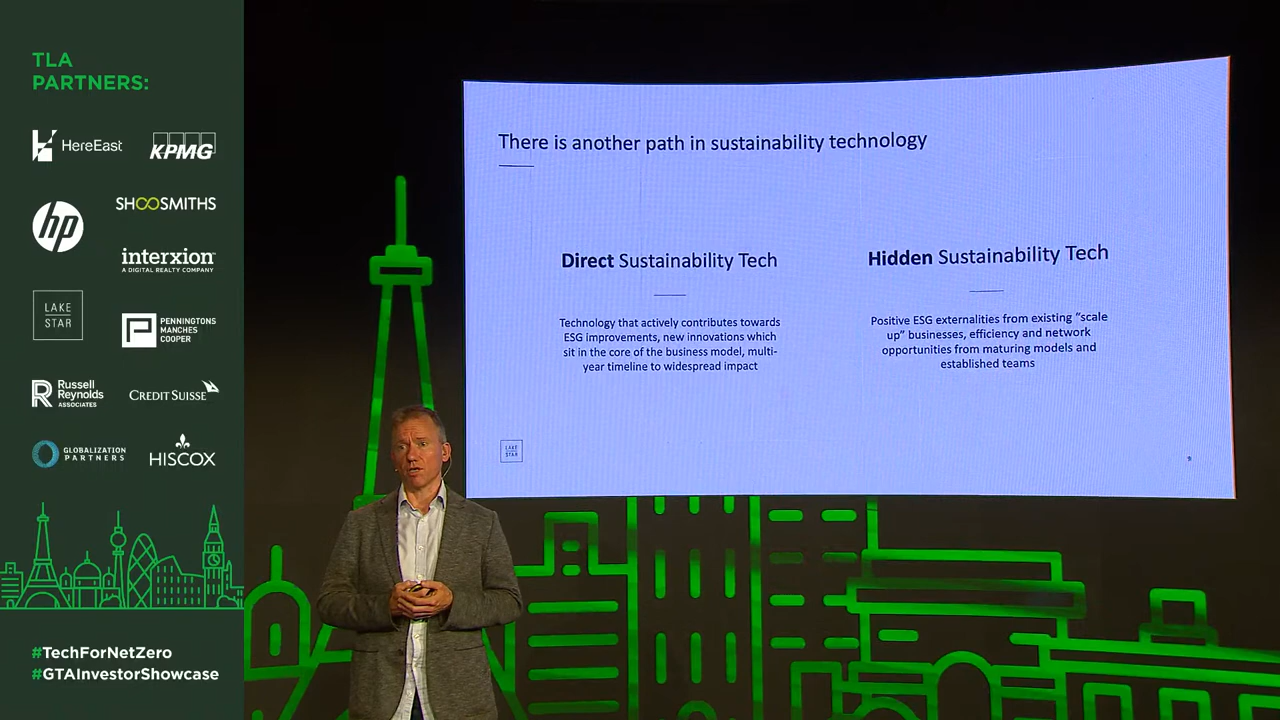 TLA
PARTNERS:
HereEast
KPMG
hp
SHOOSMITHS
interxion
A DIGITAL REALTY COMPANY
LAKE
STAR
PENNINGTONS
MANCHES
COOPER
Russell
Reynolds
ASSOCIATES
CREDIT SUISSE
GLOBALIZATION
PARTNERS
HISCOX
#TechForNetZero
#GTAInvestorShowcase
There is another path in sustainability technology
Direct Sustainability Tech
Technology that actively contributes towards
ESG improvements, new innovations which
sit in the core of the business model, multi-
year timeline to widespread impact
Hidden Sustainability Tech
Positive ESG externalities from existing “scale
up” businesses, efficiency and network
opportunities from maturing models and
established teams
LAKE
STAR